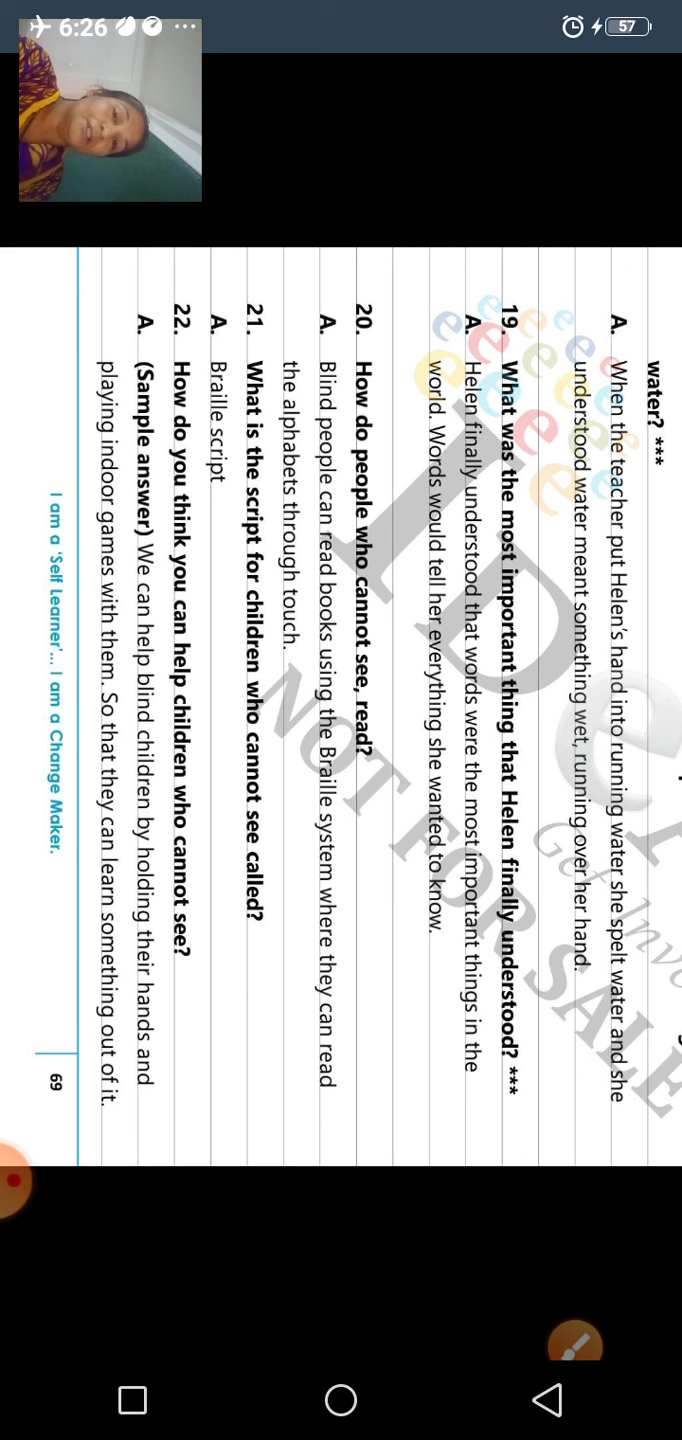 6:26
57
water? ***
A. When the teacher put Helen's hand into running water she spelt water and she
understood water meant something wet, running over her hand.
19. What was the most important thing that Helen finally understood? ***
A. Helen finally understood that words were the most important things in the
world. Words would tell her everything she wanted to know.
20. How do people who cannot see, read?
A. Blind people can read books using the Braille system where they can read
the alphabets through touch.
21. What is the script for children who cannot see called?
A. Braille script
22. How do you think you can help children who cannot see?
A. (Sample answer) We can help blind children by holding their hands and
playing indoor games with them. So that they can learn something out of it.
I am a 'Self Learner'... I am a Change Maker.
69
NOT FOR SALE